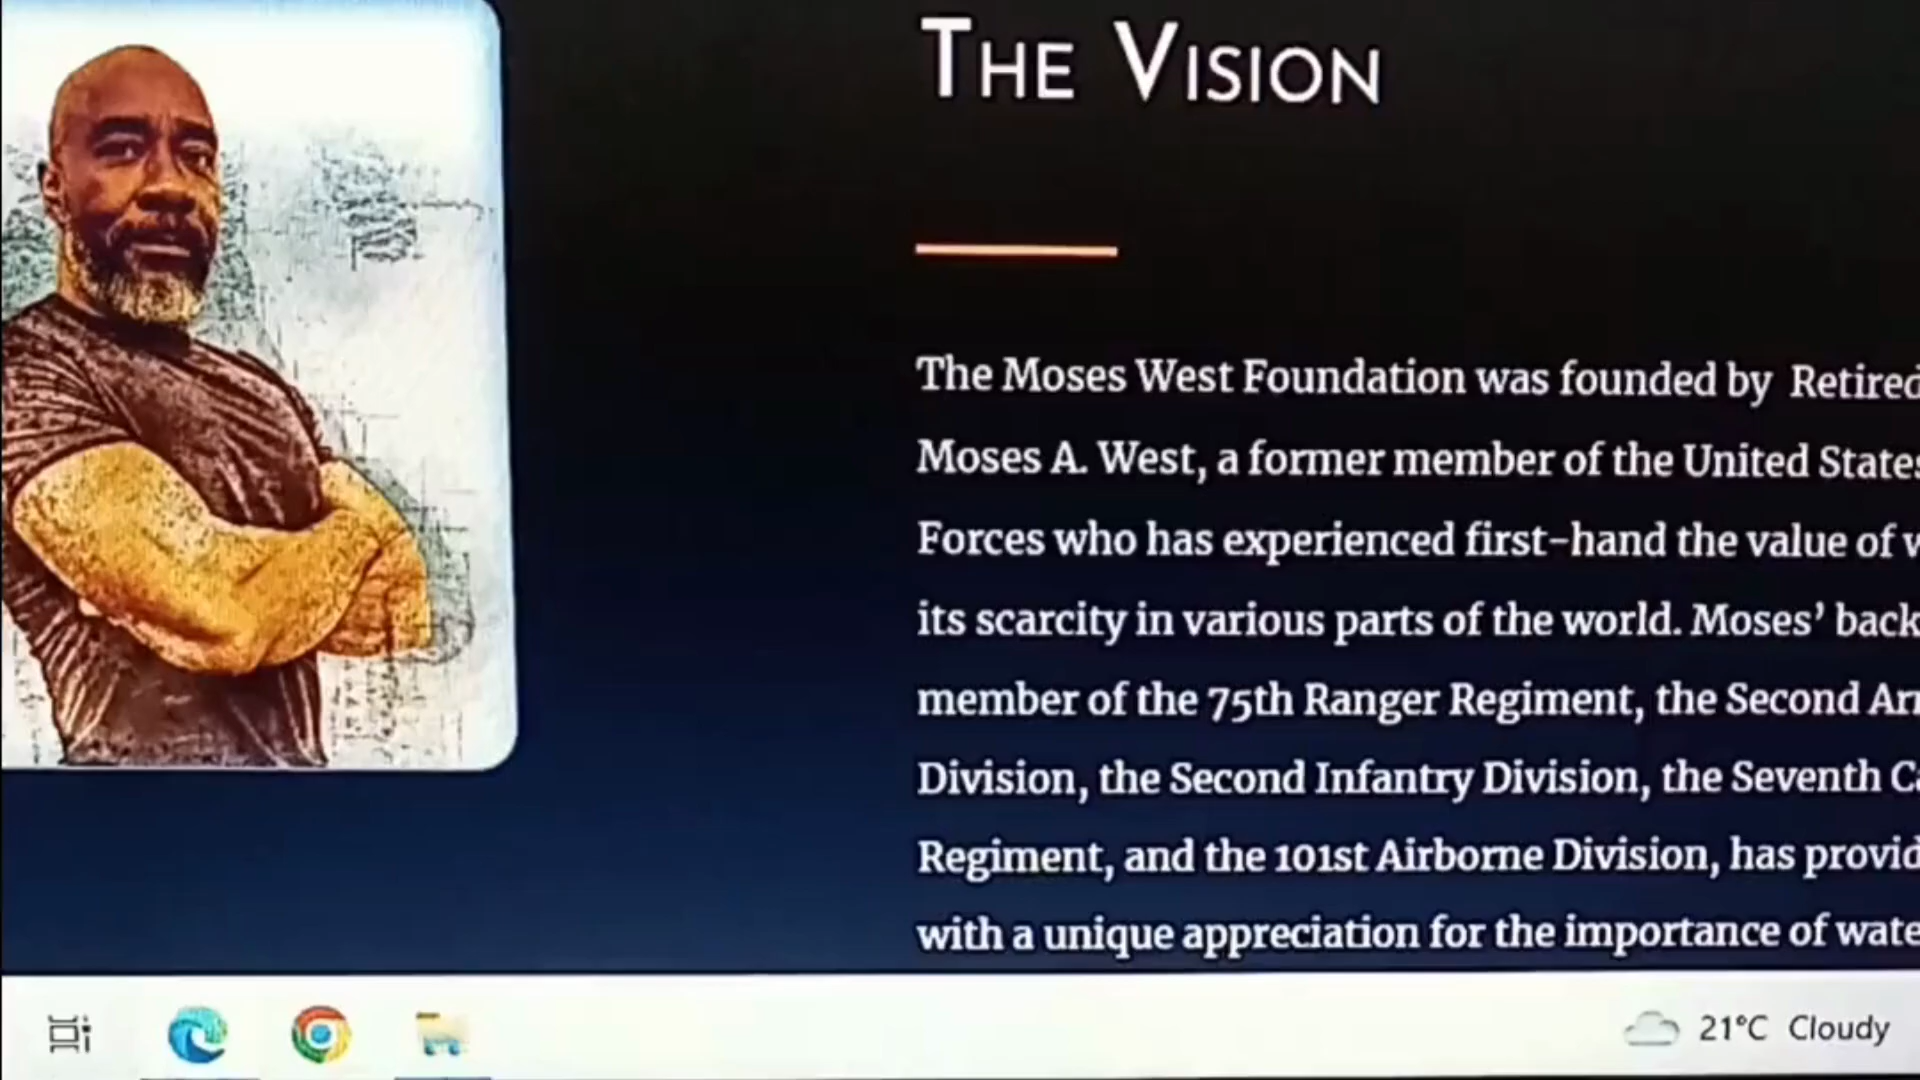 The Vision
The Moses West Foundation was founded by Retired
Moses A. West, a former member of the United States
Forces who has experienced first-hand the value of
its scarcity in various parts of the world. Moses' back
member of the 75th Ranger Regiment, the Second
Division, the Second Infantry Division, the Seventh
Regiment, and the 101st Airborne Division, has provid
with a unique appreciation for the importance of wate
21°C Cloudy